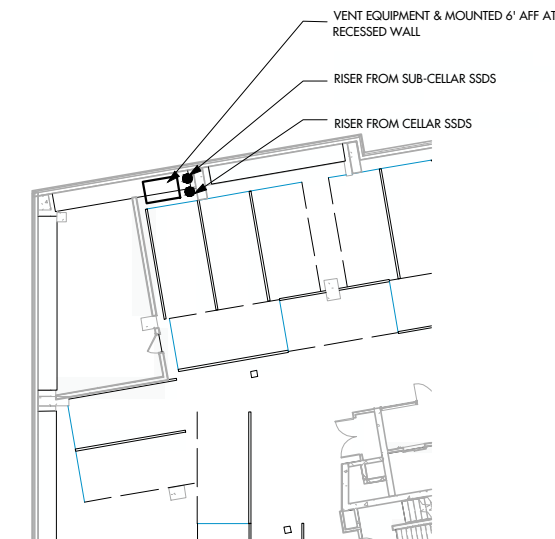 VENT EQUIPMENT & MOUNTED 6' AFF AT
RECESSED WALL
RISER FROM SUB-CELLAR SSDS
RISER FROM CELLAR SSDS